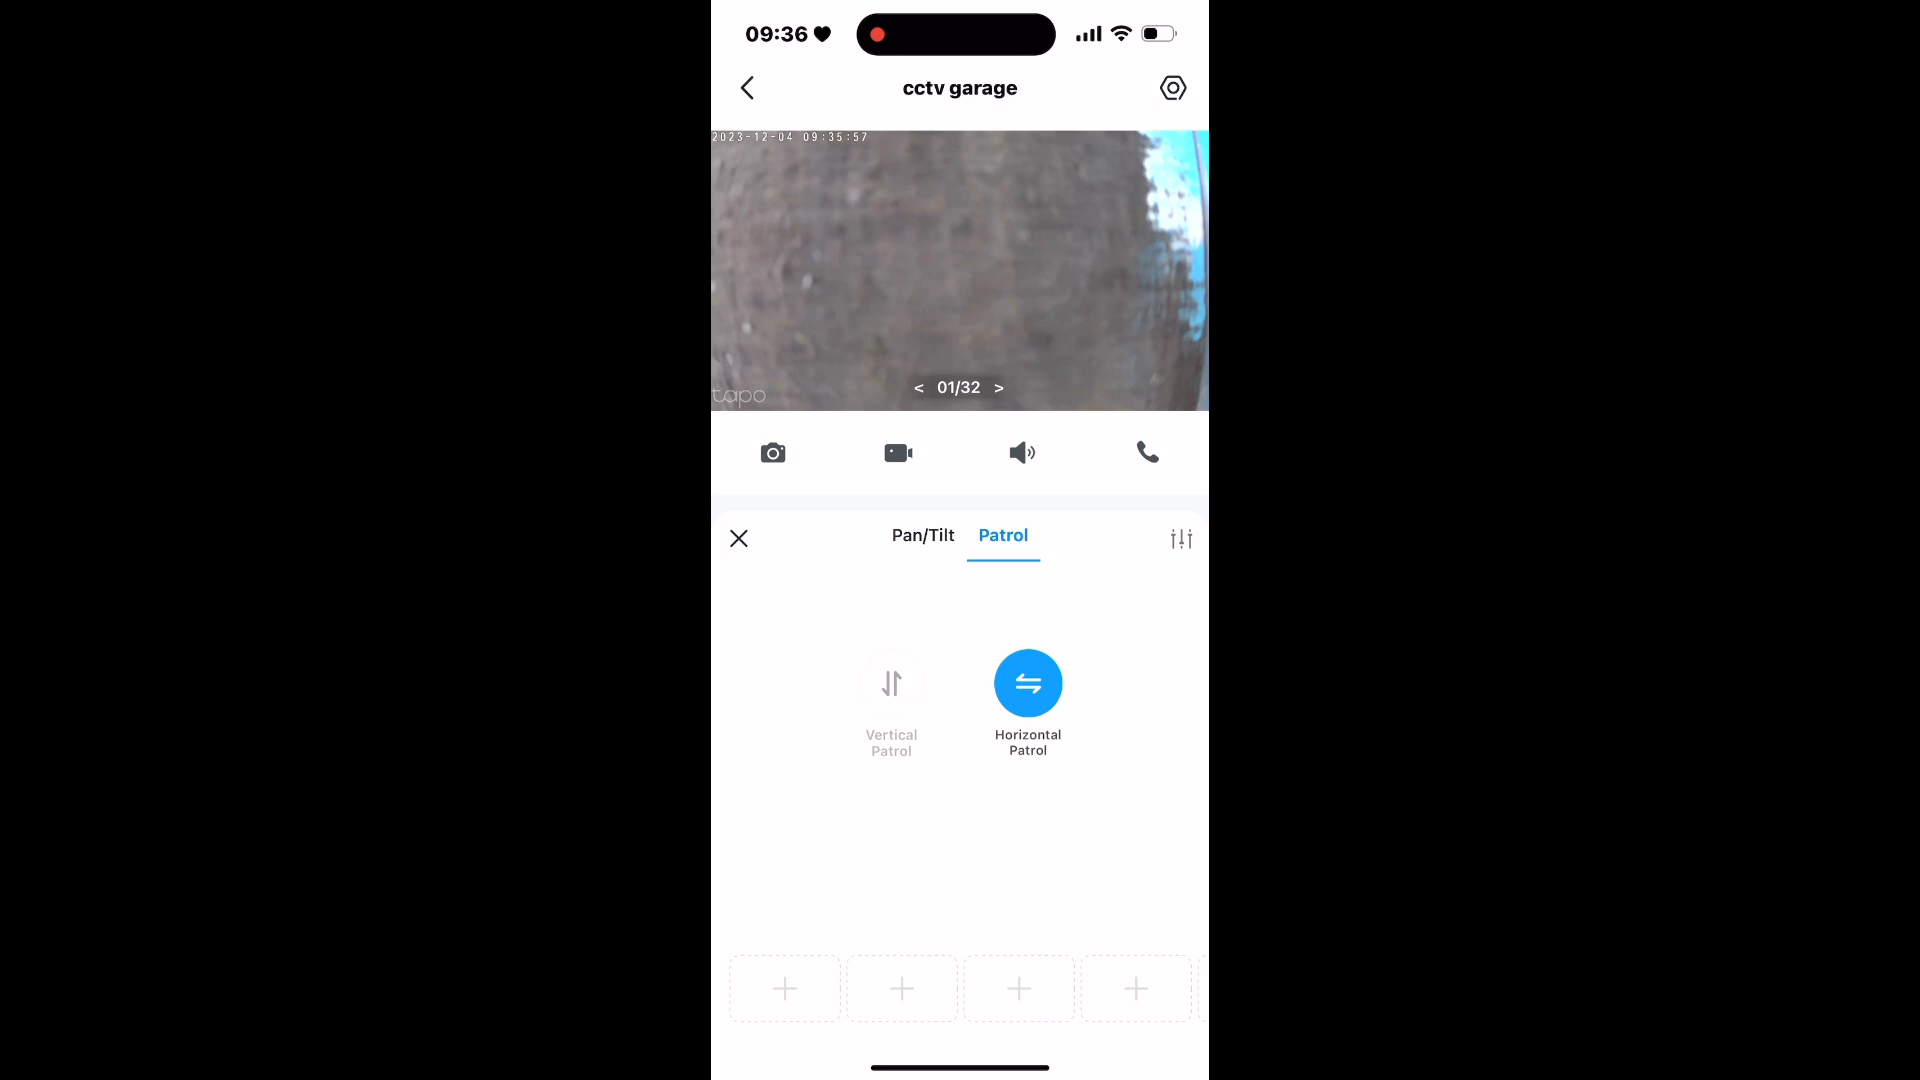 09:36
cctv garage
2023-12-04 09:35:57
< 01/32 >
tapo
Pan/Tilt
Patrol
Vertical
Patrol
Horizontal
Patrol